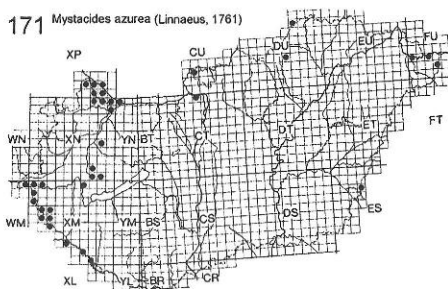 171 Mystacides azurea (Linnaeus, 1761)
XP CU DU EU FU
WN XN YN BT CT DT ET FT
WM XM YM BS CS DS ES
XL YL BR CR